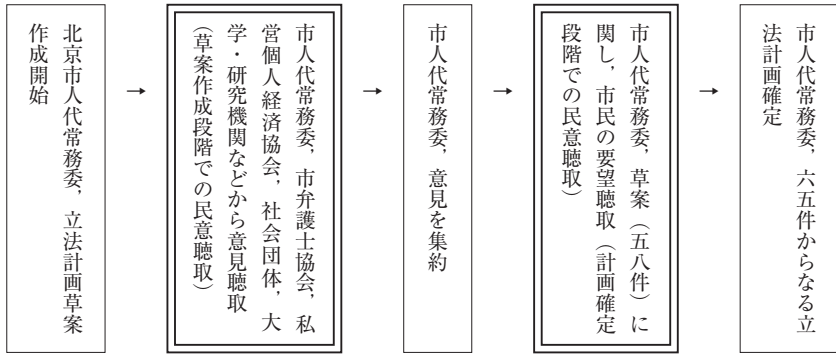 北京市人代常務委，立法計画草案
作成開始
→
市人代常務委，市弁護士協会，私
営個人経済協会，社会団体，大
学・研究機関などから意見聴取
（草案作成段階での民意聴取）
→
市人代常務委，意見を集約
→
市人代常務委，草案（五八件）に
関し，市民の要望聴取（計画確定
段階での民意聴取）
→
市人代常務委，六五件からなる立
法計画確定